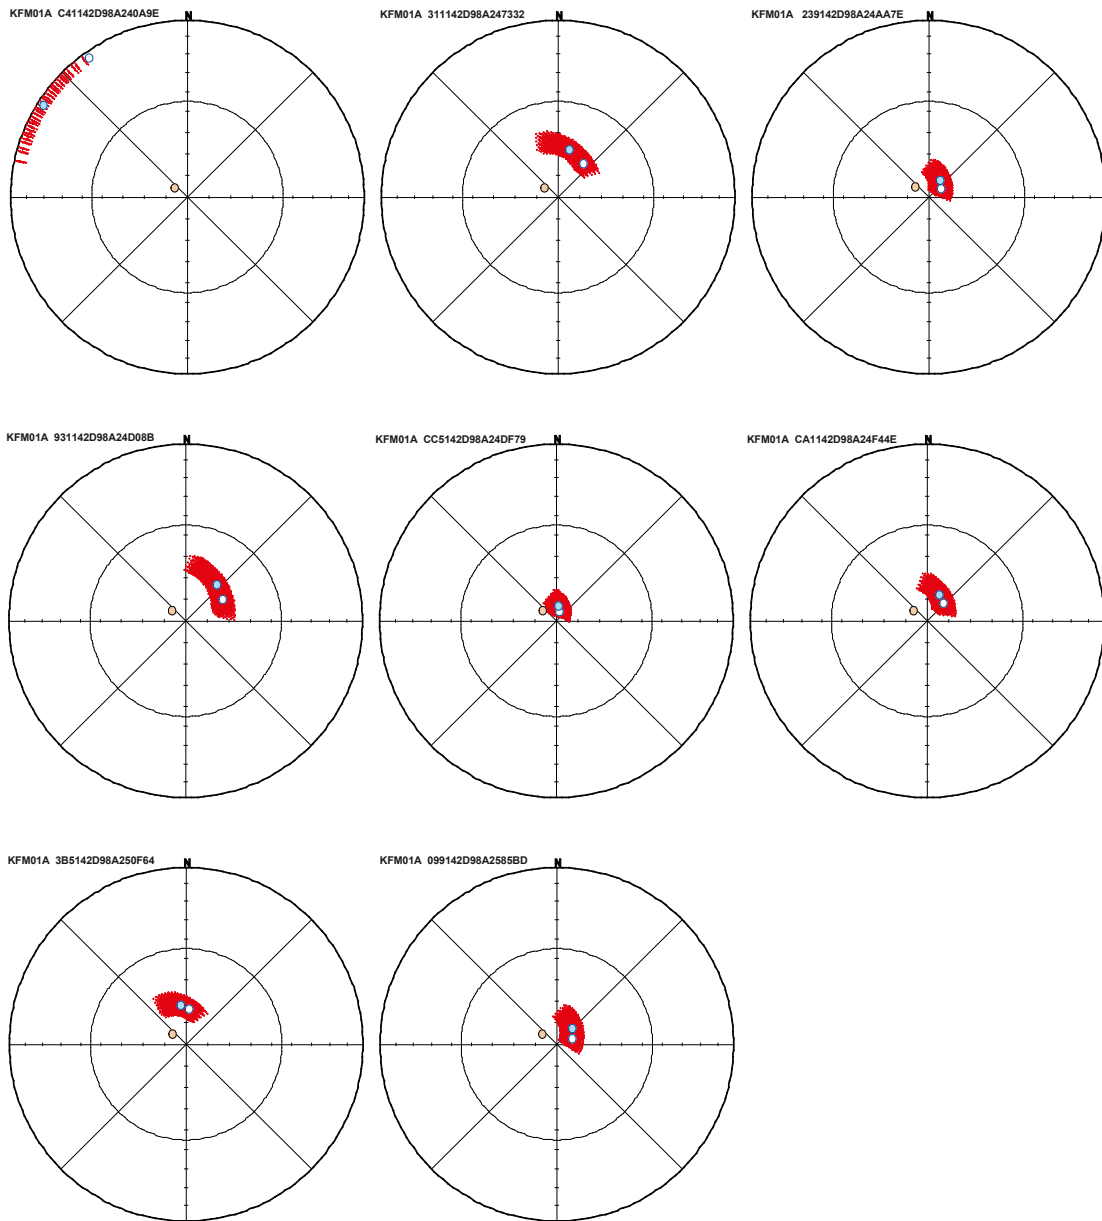 KFM01A C41142D98A240A9E
N
KFM01A 311142D98A247332
N
KFM01A 239142D98A24AA7E
N
KFM01A 931142D98A24D08B
N
KFM01A CC5142D98A24DF79
N
KFM01A CA1142D98A24F44E
N
KFM01A 3B5142D98A250F64
N
KFM01A 099142D98A2585BD
N